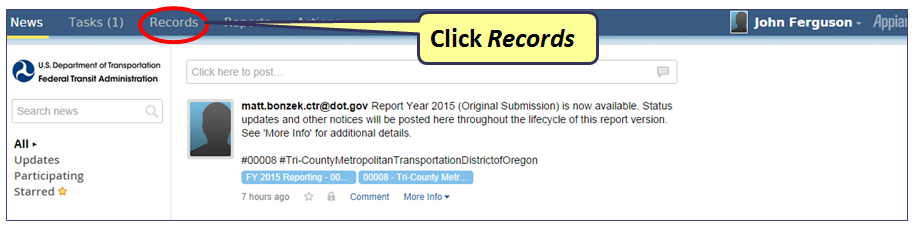 News Tasks (1) Records Reports Actions John Ferguson Appian
Click Records
U.S. Department of Transportation
Federal Transit Administration
Click here to post…
Search news
matt.bonzek.ctr@dot.gov Report Year 2015 (Original Submission) is now available. Status
updates and other notices will be posted here throughout the lifecycle of this report version.
See 'More Info' for additional details.
All
Updates
Participating
Starred
#00008 #Tri-CountyMetropolitanTransportationDistrictofOregon
FY 2015 Reporting - 00... 00008 - Tri-County Metr...
7 hours ago Comment More Info